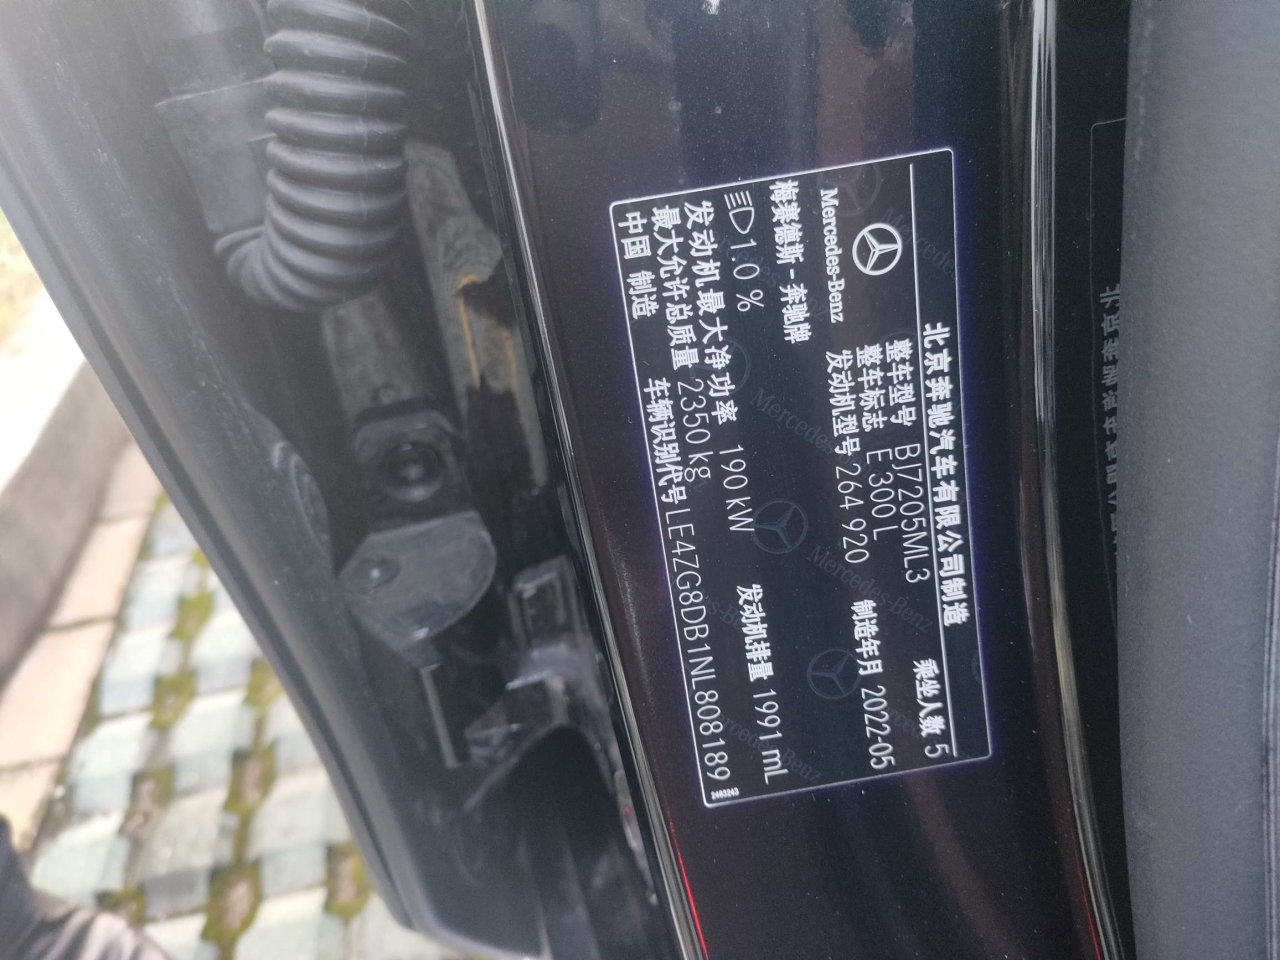 北京奔驰汽车有限公司制造
整车型号 BJ7205ML3 乘坐人数 5
整车标志 E 300 L
发动机型号 264 920 制造年月 2022-05
Mercedes-Benz
梅赛德斯-奔驰牌
1.0 %
发动机排量 1991 mL
发动机最大净功率 190 kW
最大允许总质量 2350 kg
中国 制造
车辆识别代号 LE4ZG8DB1NL808189
2483243